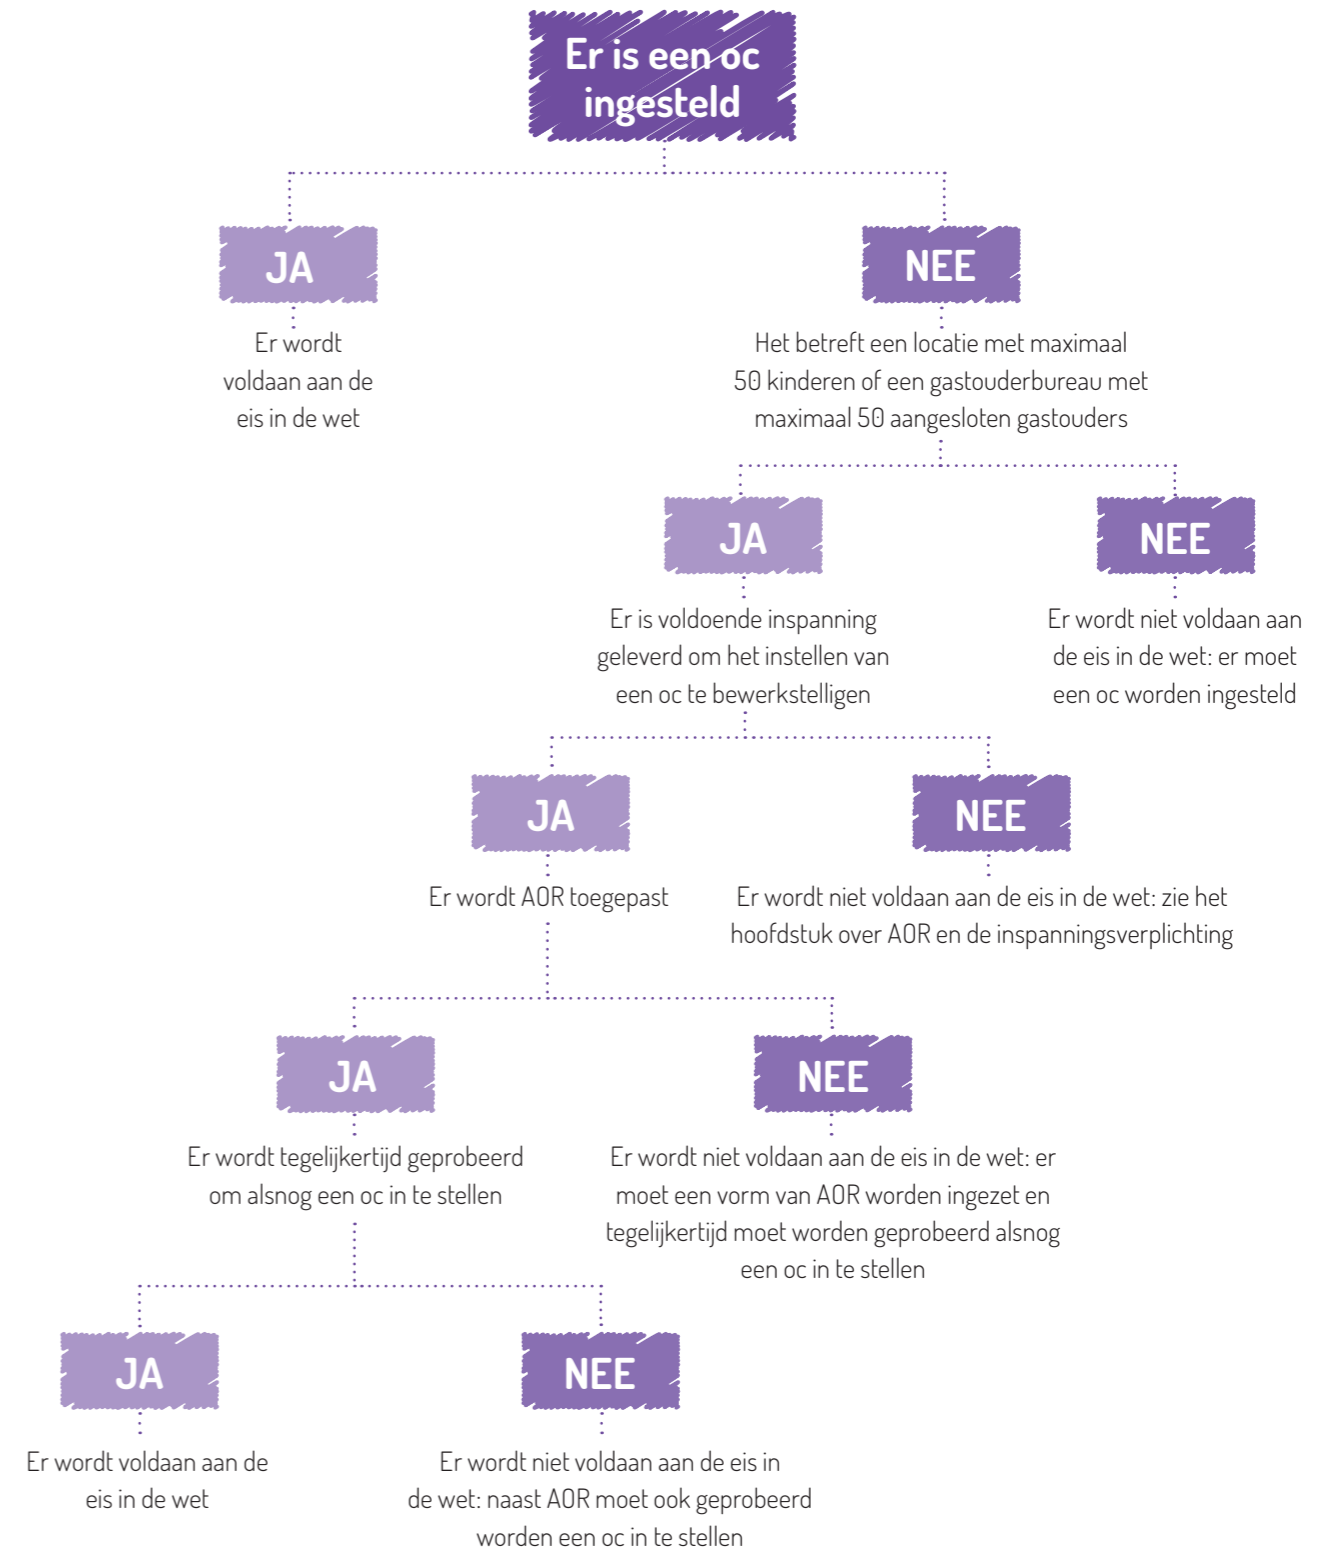 Er is een oc
ingesteld
JA
NEE
Er wordt
voldaan aan de
eis in de wet
Het betreft een locatie met maximaal
50 kinderen of een gastouderbureau met
maximaal 50 aangesloten gastouders
JA
NEE
Er is voldoende inspanning
geleverd om het instellen van
een oc te bewerkstelligen
Er wordt niet voldaan aan
de eis in de wet: er moet
een oc worden ingesteld
JA
NEE
Er wordt AOR toegepast
Er wordt niet voldaan aan de eis in de wet: zie het
hoofdstuk over AOR en de inspanningsverplichting
JA
NEE
Er wordt tegelijkertijd geprobeerd
om alsnog een oc in te stellen
Er wordt niet voldaan aan de eis in de wet: er
moet een vorm van AOR worden ingezet en
tegelijkertijd moet worden geprobeerd alsnog
een oc in te stellen
JA
NEE
Er wordt voldaan aan de
eis in de wet
Er wordt niet voldaan aan de eis in
de wet: naast AOR moet ook geprobeerd
worden een oc in te stellen